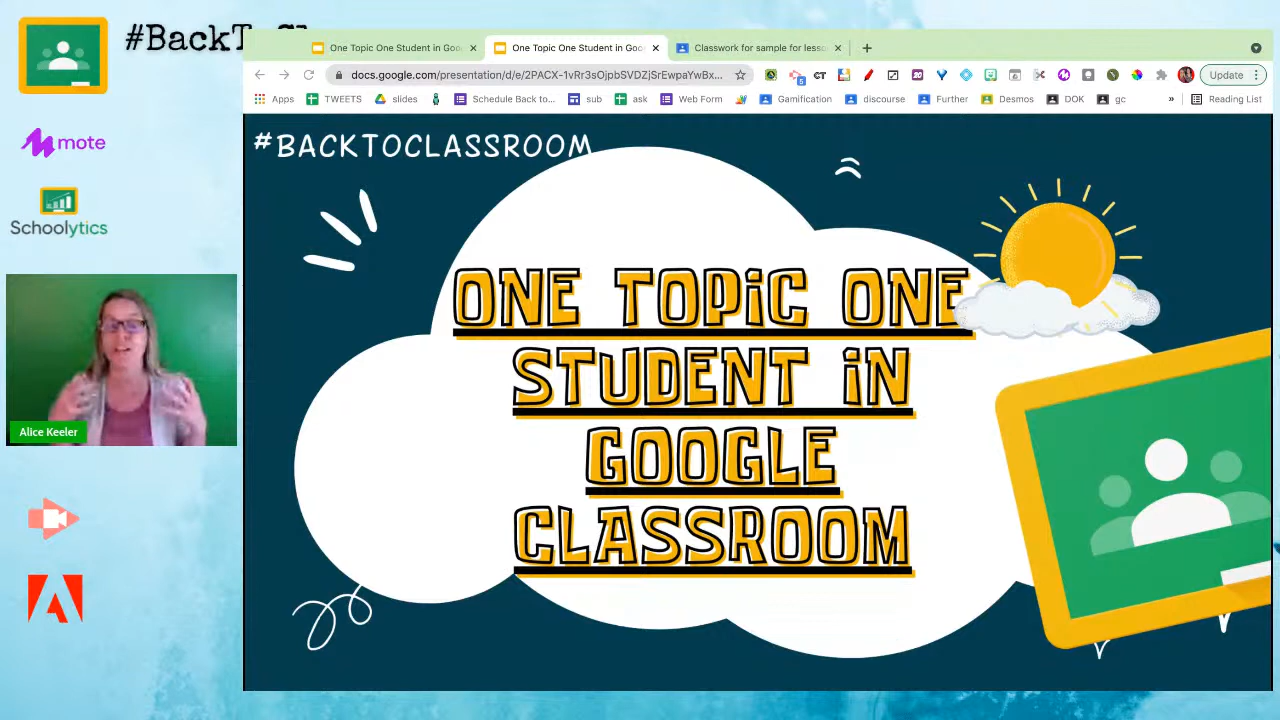 #BackTo
mote
Schoolytics
Alice Keeler
One Topic One Student in Goo
One Topic One Student in Goo
Classwork for sample for lesso
docs.google.com/presentation/d/e/2PACX-1vRr3sOjpbSVDZjSrEwpaYwBx...
Update
Apps
TWEETS
slides
Schedule Back to...
sub
ask
Web Form
Gamification
discourse
Further
Desmos
DOK
gc
»
Reading List
#BACKTOCLASSROOM
ONE TOPiC ONE
STUDENT iN
GOOGLE
CLASSROOM